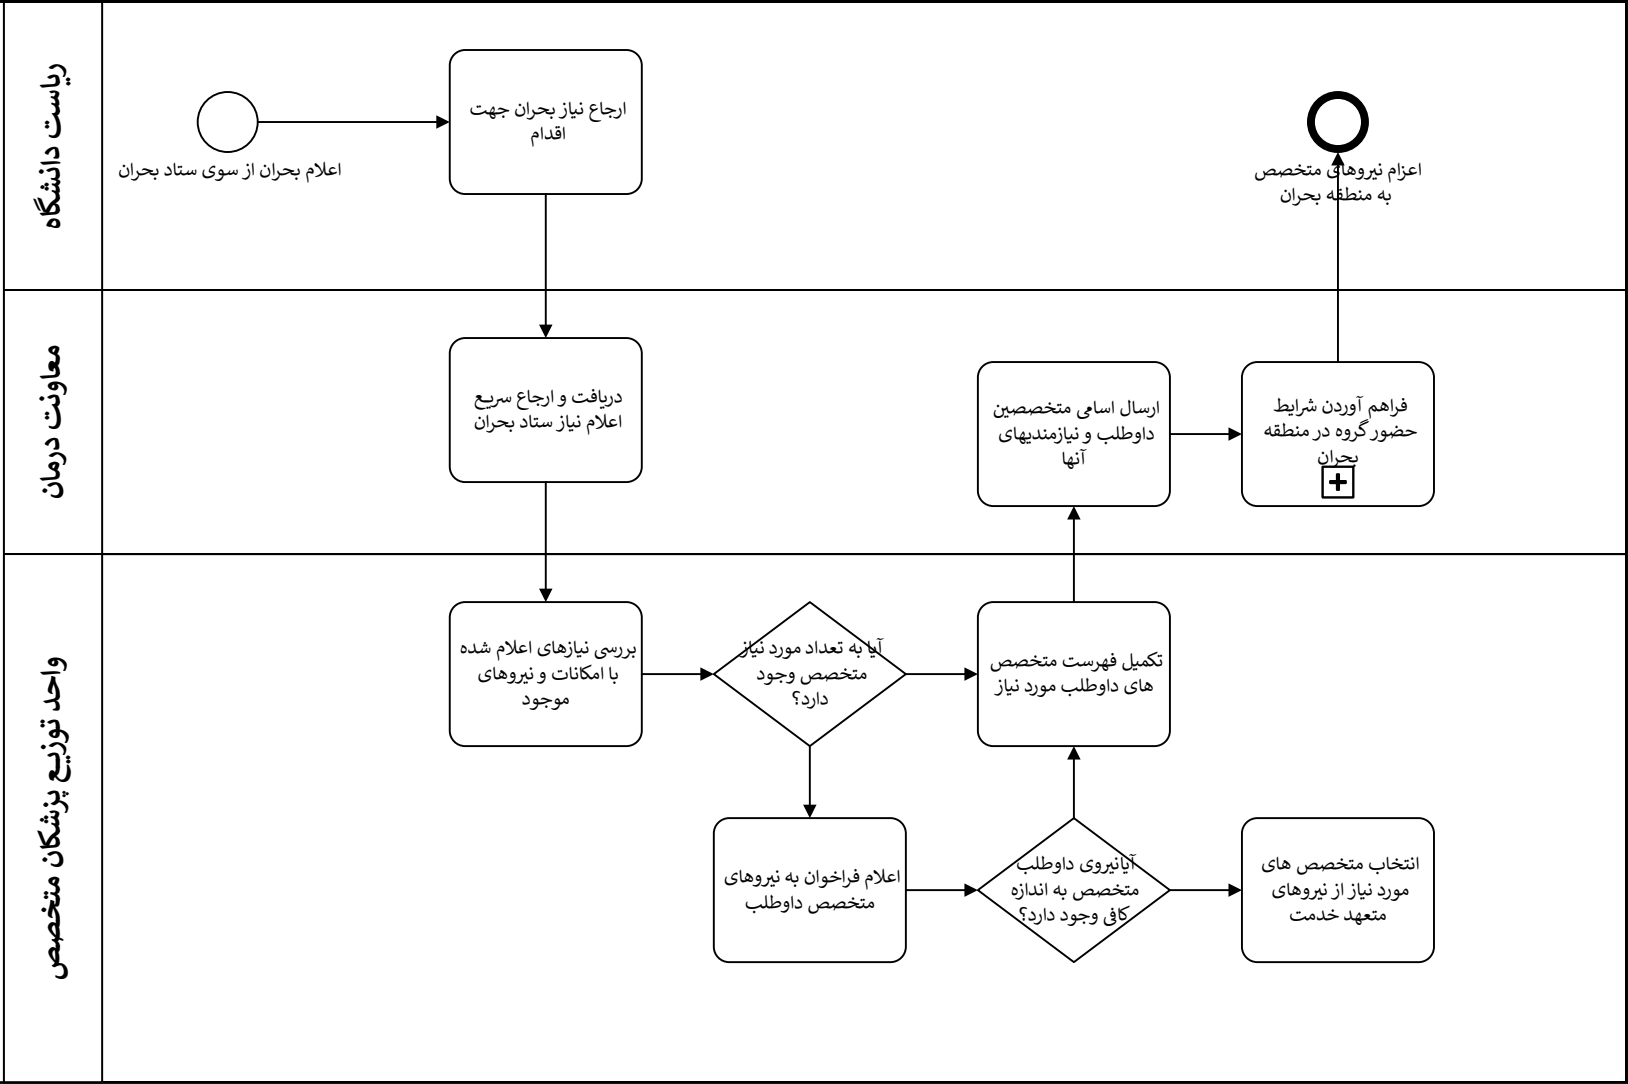 ریاست دانشگاه
اعلام بحران از سوی ستاد بحران
ارجاع نیاز بحران جهت
اقدام
اعزام نیروهای متخصص
به منطقه بحران
معاونت درمان
دریافت و ارجاع سریع
اعلام نیاز ستاد بحران
ارسال اسامی متخصصین
داوطلب و نیازمندیهای
آنها
فراهم آوردن شرایط
حضور گروه در منطقه
بحران
واحد توزیع پزشکان متخصص
بررسی نیازهای اعلام شده
با امکانات و نیروهای
موجود
آیا به تعداد مورد نیاز
متخصص وجود
دارد؟
تکمیل فهرست متخصص
های داوطلب مورد نیاز
اعلام فراخوان به نیروهای
متخصص داوطلب
آیانیروی داوطلب
متخصص به اندازه
کافی وجود دارد؟
انتخاب متخصص های
مورد نیاز از نیروهای
متعهد خدمت